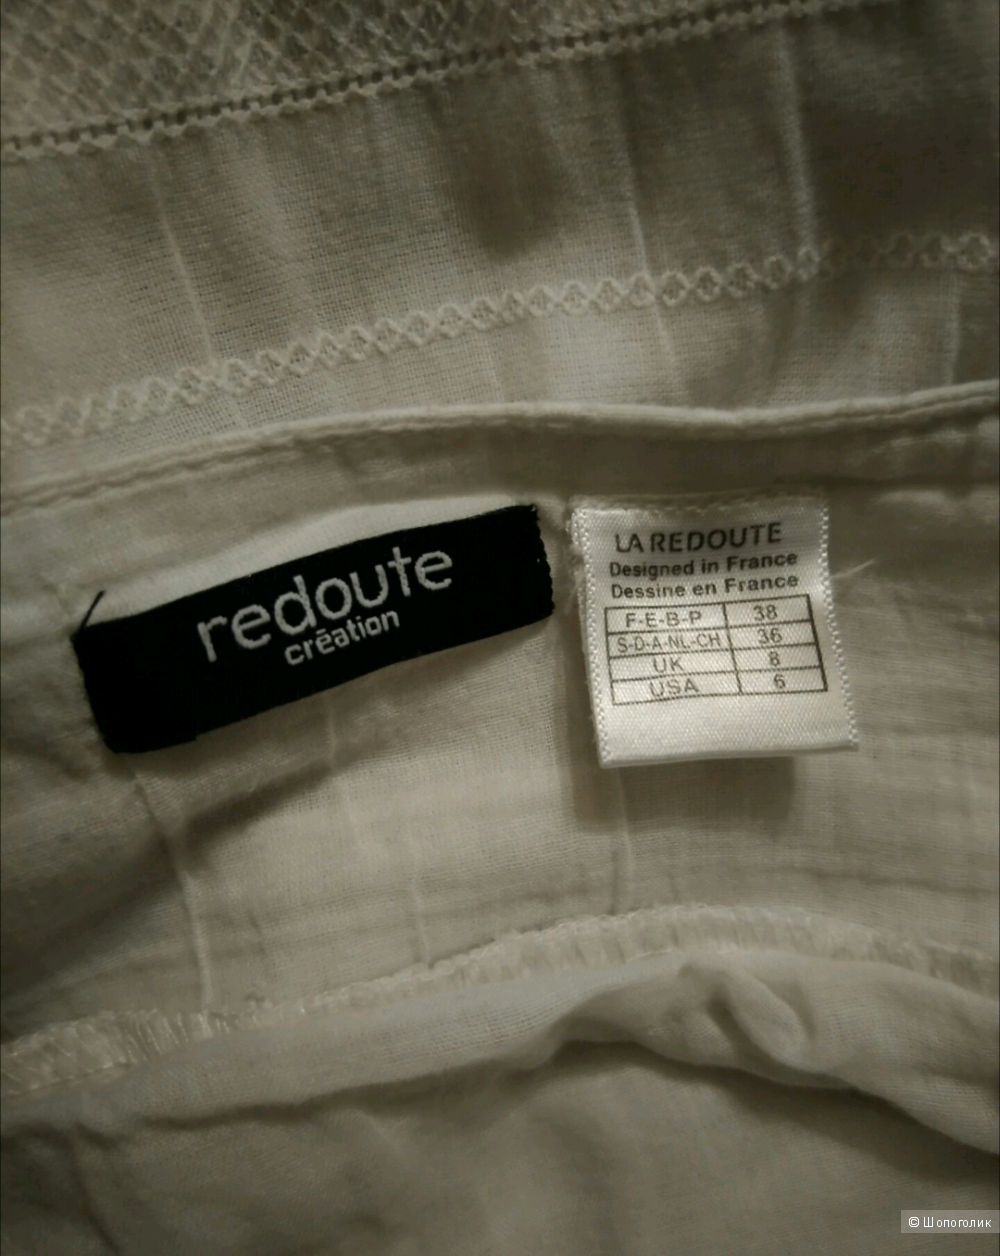 redoute
création
LA REDOUTE
Designed in France
Dessine en France
F-E-B-P 38
S-D-A-NL-CH 36
UK 8
USA 6
© Шопоголик